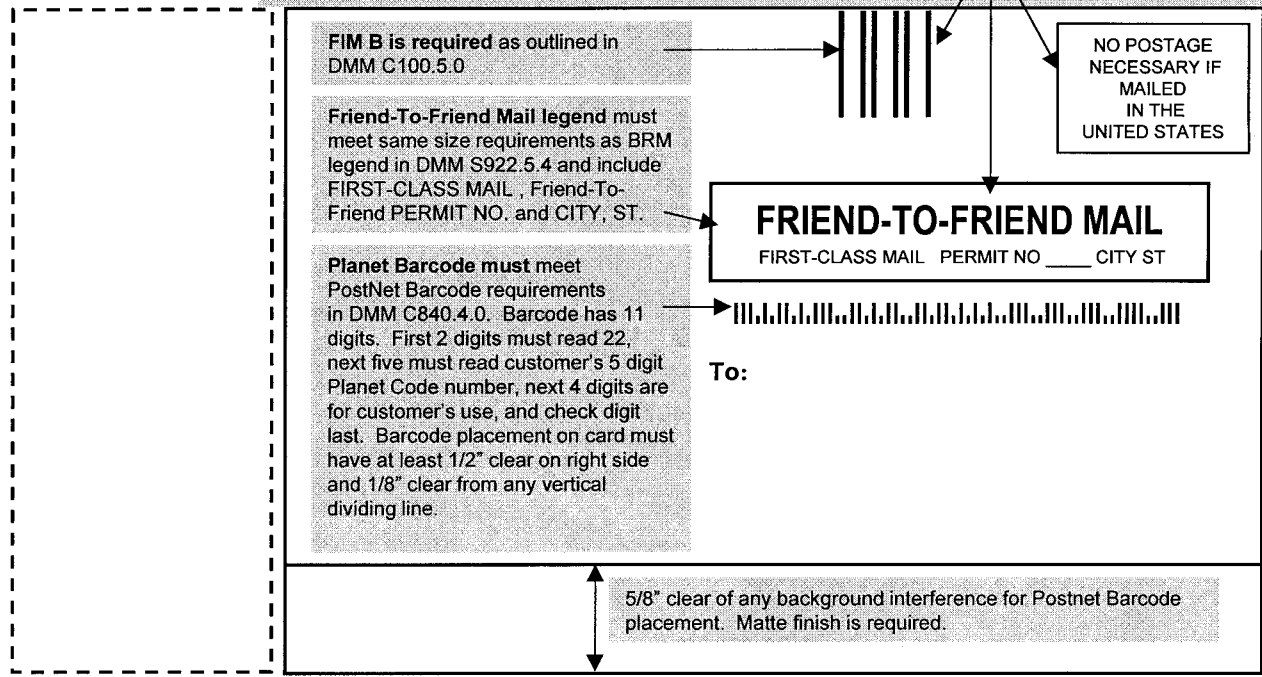 FIM B is required as outlined in
DMM C100.5.0
Friend-To-Friend Mail legend must
meet same size requirements as BRM
legend in DMM S922.5.4 and include
FIRST-CLASS MAIL , Friend-To-
Friend PERMIT NO. and CITY, ST.
Planet Barcode must meet
PostNet Barcode requirements
in DMM C840.4.0. Barcode has 11
digits. First 2 digits must read 22,
next five must read customer's 5 digit
Planet Code number, next 4 digits are
for customer's use, and check digit
last. Barcode placement on card must
have at least 1/2" clear on right side
and 1/8" clear from any vertical
dividing line.
NO POSTAGE
NECESSARY IF
MAILED
IN THE
UNITED STATES
FRIEND-TO-FRIEND MAIL
FIRST-CLASS MAIL PERMIT NO ____ CITY ST
To:
5/8" clear of any background interference for Postnet Barcode
placement. Matte finish is required.